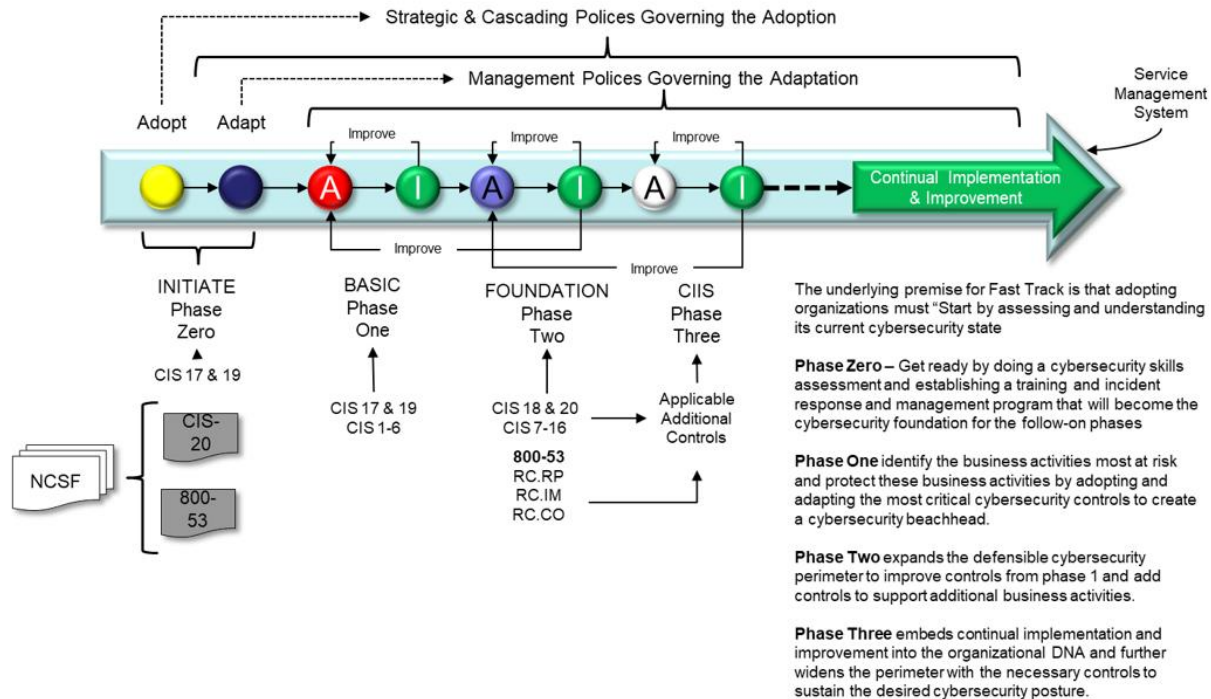 Strategic & Cascading Polices Governing the Adoption
Management Polices Governing the Adaptation
Service
Management
System
Adopt
Adapt
Improve
Improve
Improve
A
I
A
I
A
I
Continual Implementation
& Improvement
Improve
Improve
INITIATE
Phase
Zero
BASIC
Phase
One
FOUNDATION
Phase
Two
CIIS
Phase
Three
CIS 17 & 19
CIS 17 & 19
CIS 1-6
CIS 18 & 20
CIS 7-16
800-53
RC.RP
RC.IM
RC.CO
Applicable
Additional
Controls
NCSF
CIS-
20
800-
53
The underlying premise for Fast Track is that adopting
organizations must “Start by assessing and understanding
its current cybersecurity state
Phase Zero – Get ready by doing a cybersecurity skills
assessment and establishing a training and incident
response and management program that will become the
cybersecurity foundation for the follow-on phases
Phase One identify the business activities most at risk
and protect these business activities by adopting and
adapting the most critical cybersecurity controls to create
a cybersecurity beachhead.
Phase Two expands the defensible cybersecurity
perimeter to improve controls from phase 1 and add
controls to support additional business activities.
Phase Three embeds continual implementation and
improvement into the organizational DNA and further
widens the perimeter with the necessary controls to
sustain the desired cybersecurity posture.